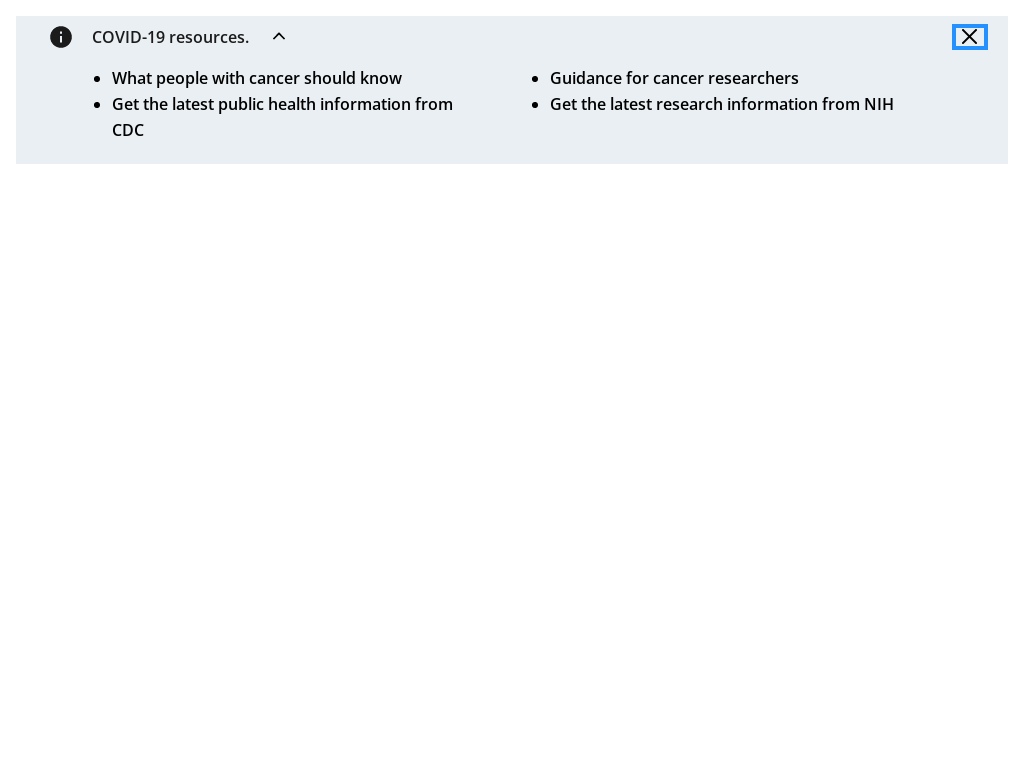 COVID-19 resources.
What people with cancer should know
Get the latest public health information from
CDC
Guidance for cancer researchers
Get the latest research information from NIH